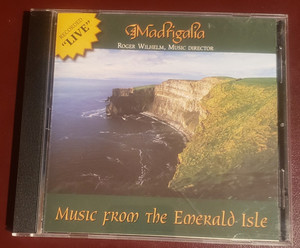 RECORDED
"LIVE"
Madrigalia
ROGER WILHELM, MUSIC DIRECTOR
MUSIC FROM THE EMERALD ISLE